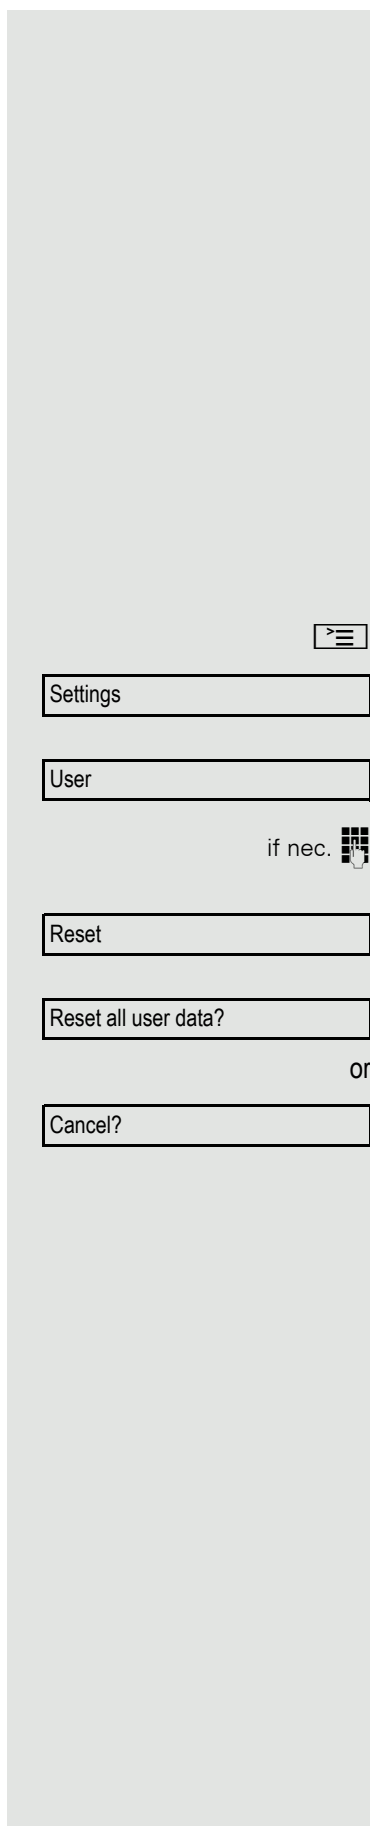 Settings
User
if nec.
Reset
Reset all user data?
or
Cancel?